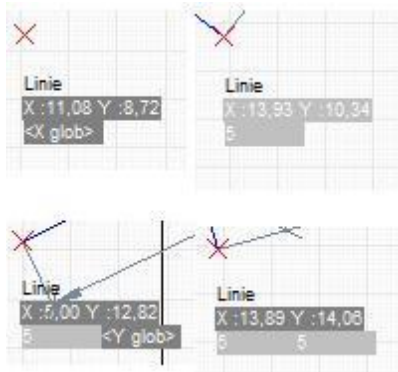 Linie
X :11,08 Y :8,72
<X glob>
Linie
X :13,93 Y :10,34
5
Linie
X :5,00 Y :12,82
5 <Y glob>
Linie
X :13,89 Y :14,06
5 5